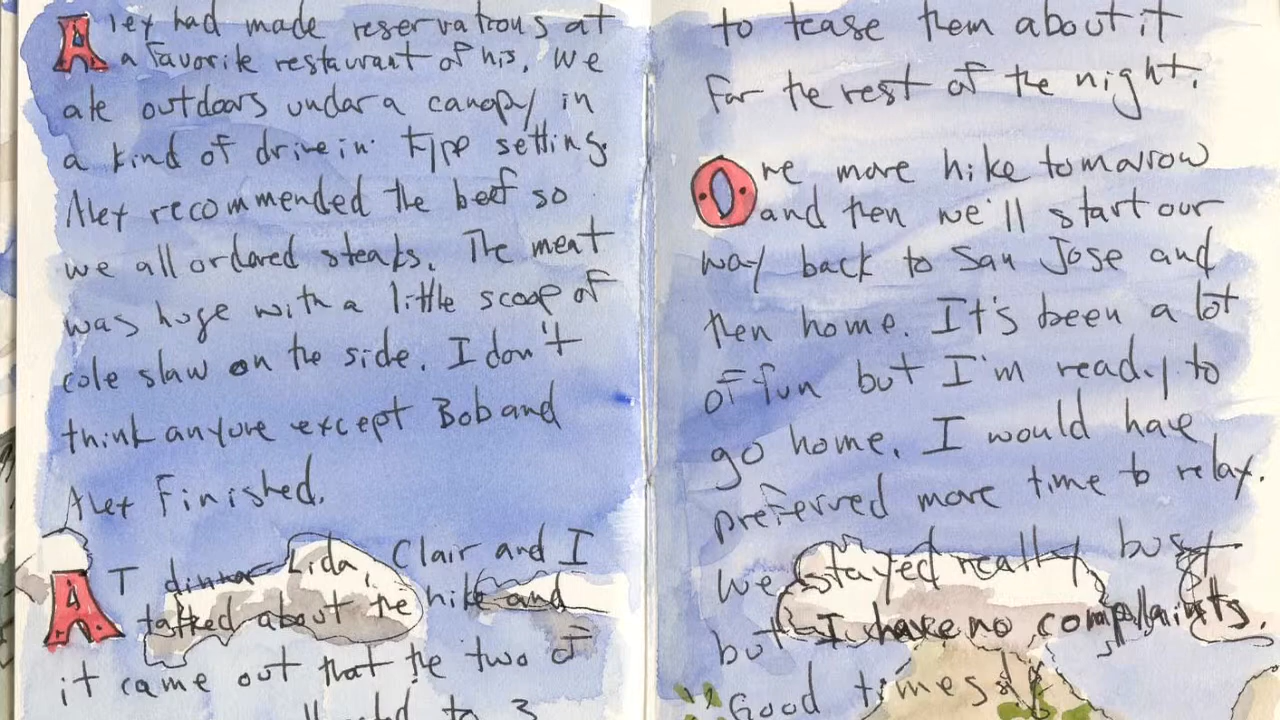 Alex had made reservations at
a favorite restaurant of his. We
ate outdoors under a canopy in
a kind of drive in type setting.
Alex recommended the beef so
we all ordered steaks. The meat
was huge with a little scoop of
cole slaw on the side. I don't
think anyone except Bob and
Alex Finished.
AT dinner Lida, Clair and I
talked about the hike and
it came out that the two of
to 3
to tease them about it
For the rest of the night.
One more hike tomorrow
and then we'll start our
way back to San Jose and
then home. It's been a lot
of fun but I'm ready to
go home. I would have
preferred more time to relax.
we stayed really busy
but I have no complaints.
Good times!